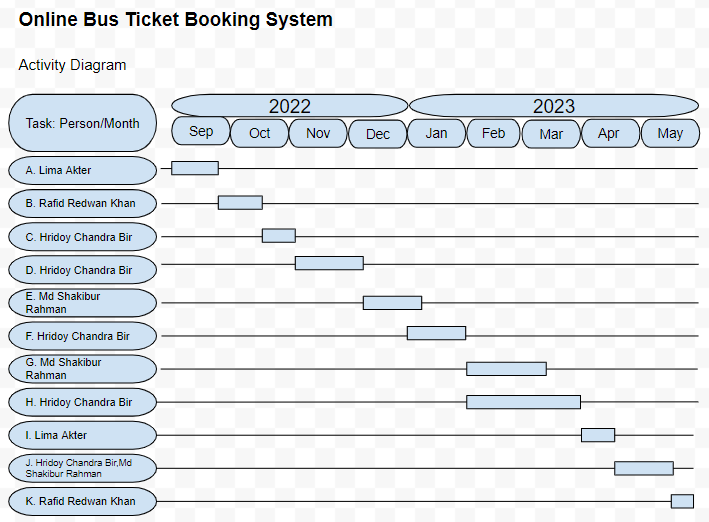 Online Bus Ticket Booking System
Activity Diagram
Task: Person/Month
2022
2023
Sep
Oct
Nov
Dec
Jan
Feb
Mar
Apr
May
A. Lima Akter
B. Rafid Redwan Khan
C. Hridoy Chandra Bir
D. Hridoy Chandra Bir
E. Md Shakibur
Rahman
F. Hridoy Chandra Bir
G. Md Shakibur
Rahman
H. Hridoy Chandra Bir
I. Lima Akter
J. Hridoy Chandra Bir,Md
Shakibur Rahman
K. Rafid Redwan Khan